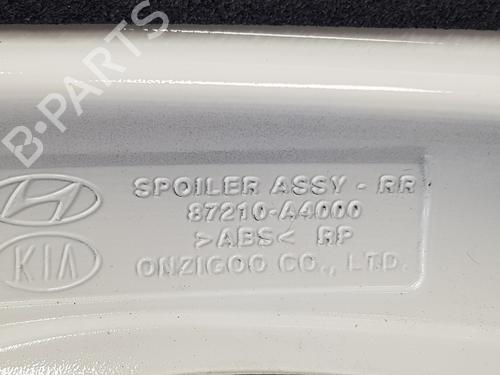 B-PARTS
SPOILER ASSY - RR
87210-A4000
>ABS< RP
KIA
ONZIGOO CO., LTD.